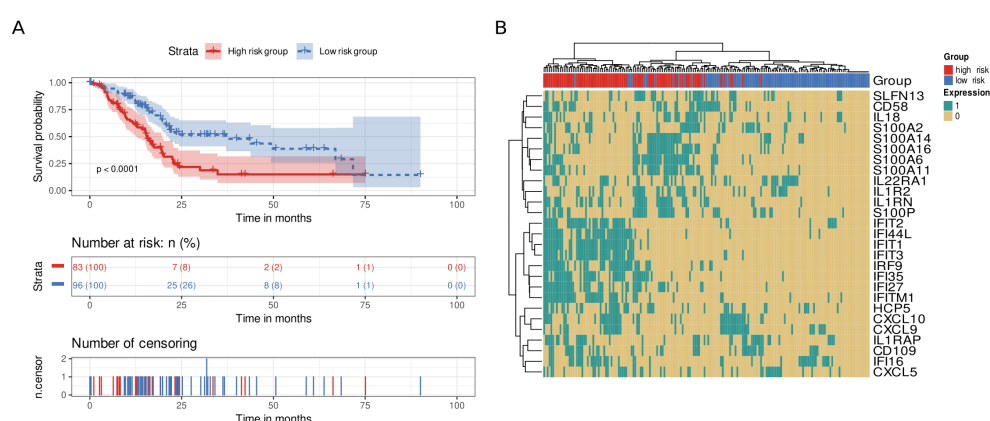 A
Strata High risk group Low risk group
Survival probability
1.00
0.75
0.50
0.25
0.00
p < 0.0001
0 25 50 75 100
Time in months
Number at risk: n (%)
Strata
83 (100) 7 (8) 2 (2) 1 (1) 0 (0)
96 (100) 25 (26) 8 (8) 1 (1) 0 (0)
0 25 50 75 100
Time in months
Number of censoring
n.censor
2
1
0
0 25 50 75 100
Time in months
B
Group
SLFN13
CD58
IL18
S100A2
S100A14
S100A16
S100A6
S100A11
IL22RA1
IL1R2
IL1RN
S100P
IFIT2
IFI44L
IFIT1
IFIT3
IRF9
IFI35
IFI27
IFITM1
HCP5
CXCL10
CXCL9
IL1RAP
CD109
IFI16
CXCL5
Group
high risk
low risk
Expression
1
0